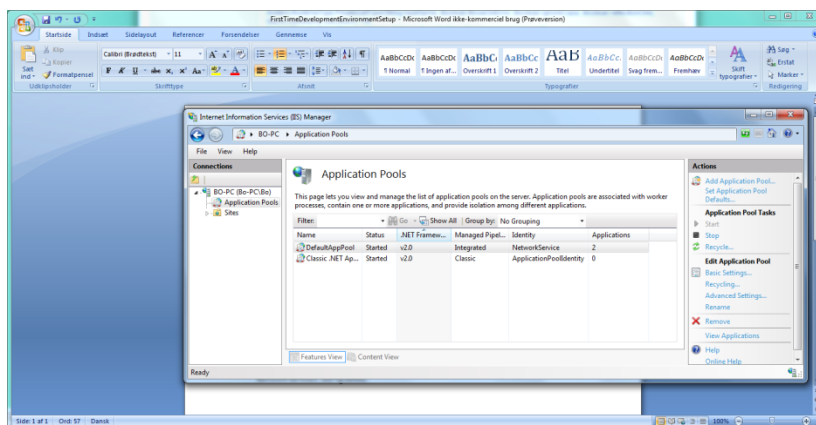 FirstTimeDevelopmentEnvironmentSetup - Microsoft Word ikke-kommerciel brug (Prøveversion)
Startside Indsæt Sidelayout Referencer Forsendelser Gennemse Vis
Sæt ind
Klip
Kopier
Formatpensel
Udklipsholder
Calibri (Brødtekst) 11
F K U abe x, x' Aa A
Skrifttype
Afsnit
AaBbCcDc AaBbCcDc AaBbC AaBbCc AaB AaBbCc. AaBbCcDc AaBbCcDc
1 Normal 1 Ingen af... Overskrift 1 Overskrift 2 Titel Undertitel Svag frem... Fremhæv
Skift typografier
Typografier
Søg
Erstat
Marker
Redigering
Internet Information Services (IIS) Manager
BO-PC Application Pools
File View Help
Connections
BO-PC (Bo-PC\Bo)
Application Pools
Sites
Application Pools
This page lets you view and manage the list of application pools on the server. Application pools are associated with worker
processes, contain one or more applications, and provide isolation among different applications.
Filter: Go Show All Group by: No Grouping
Name Status .NET Framew... Managed Pipel... Identity Applications
DefaultAppPool Started v2.0 Integrated NetworkService 2
Classic .NET Ap... Started v2.0 Classic ApplicationPoolIdentity 0
Features View Content View
Ready
Actions
Add Application Pool...
Set Application Pool
Defaults...
Application Pool Tasks
Start
Stop
Recycle...
Edit Application Pool
Basic Settings...
Recycling...
Advanced Settings...
Rename
Remove
View Applications
Help
Online Help
Side: 1 af 1 Ord: 57 Dansk 100%